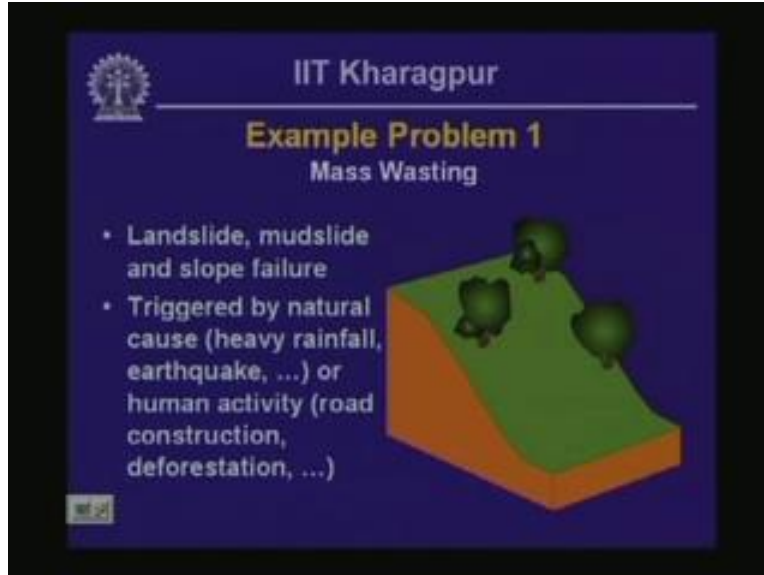 IIT Kharagpur
Example Problem 1
Mass Wasting
• Landslide, mudslide
and slope failure
• Triggered by natural
cause (heavy rainfall,
earthquake, ...) or
human activity (road
construction,
deforestation, ...)